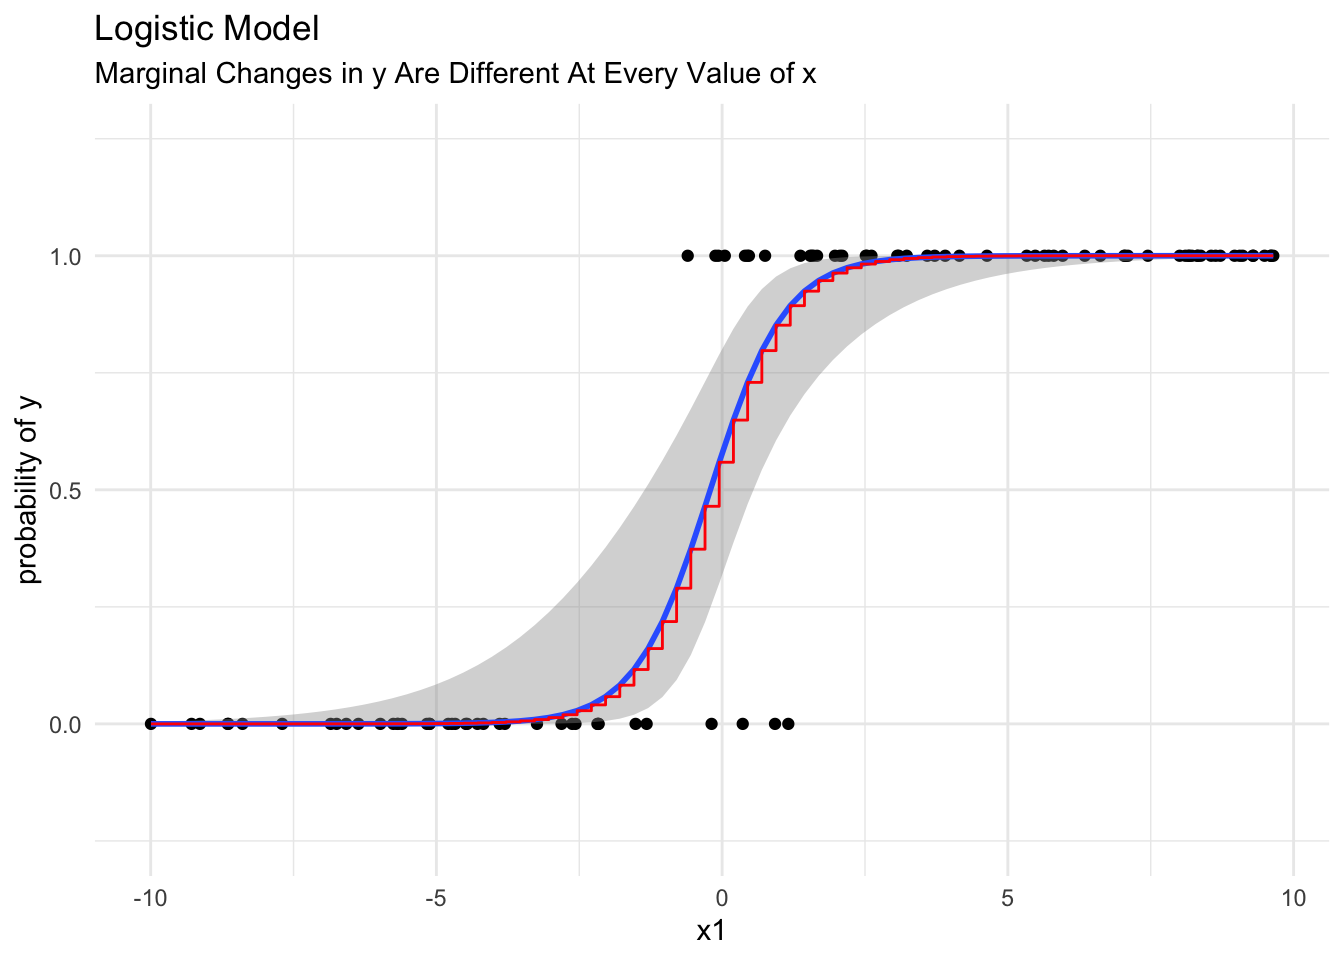 Logistic Model
Marginal Changes in y Are Different At Every Value of x
probability of y
1.0
0.5
0.0
-10
-5
0
5
10
x1